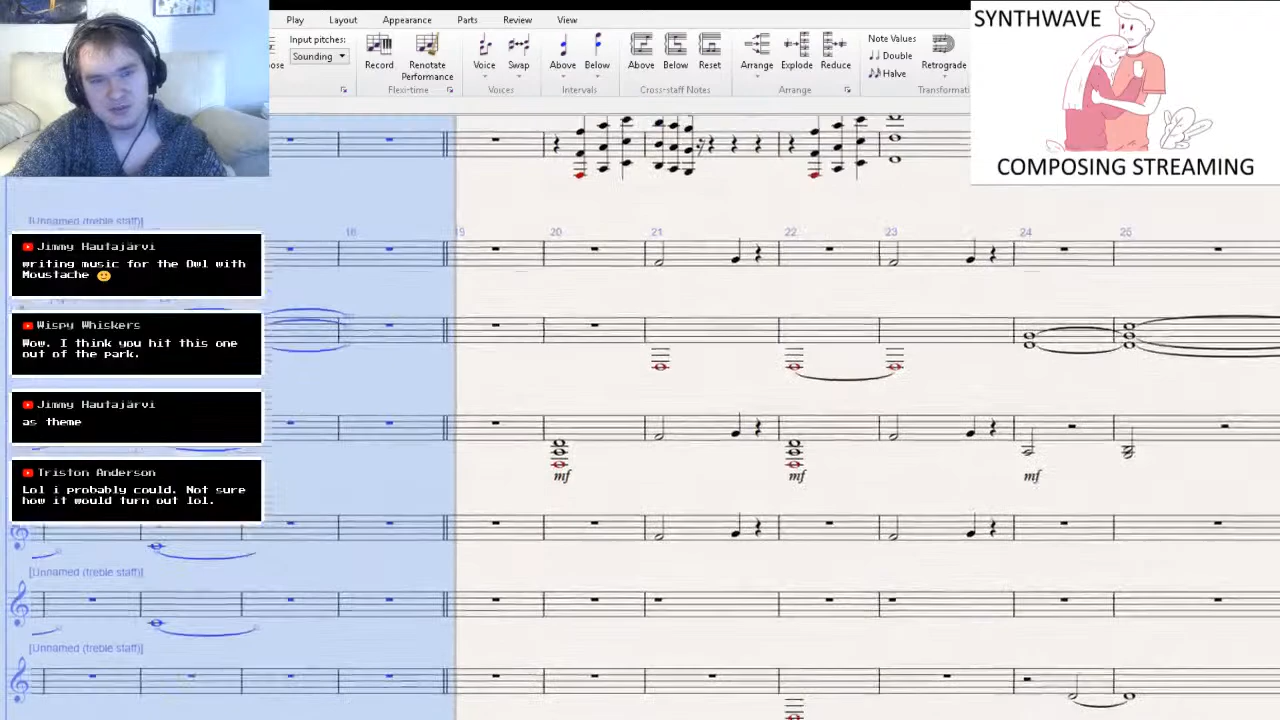 Play Layout Appearance Parts Review View
Input pitches:
Sounding
Record
Renotate
Performance
Flexi-time
Voice
Swap
Voices
Above
Below
Intervals
Above
Below
Reset
Cross-staff Notes
Arrange
Explode
Reduce
Arrange
Note Values
Double
Halve
Retrograde
SYNTHWAVE
COMPOSING STREAMING
[Unnamed (treble staff)]
18 19 20 21 22 23 24 25
Jimmy Hautajärvi
writing music for the Owl with
Moustache
Wispy Whiskers
Wow. I think you hit this one
out of the park.
Jimmy Hautajärvi
as theme
Triston Anderson
Lol i probably could. Not sure
how it would turn out lol.
mf mf mf
[Unnamed (treble staff)]
[Unnamed (treble staff)]